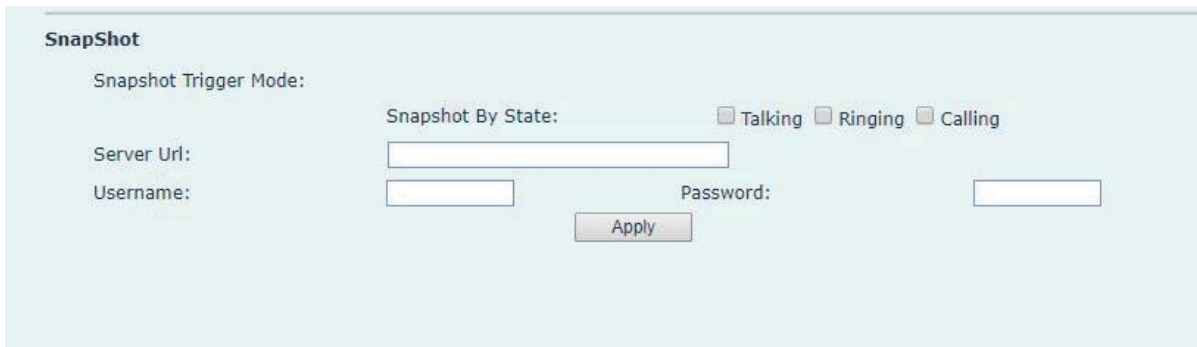 SnapShot
Snapshot Trigger Mode:
Snapshot By State: Talking Ringing Calling
Server Url:
Username: Password:
Apply